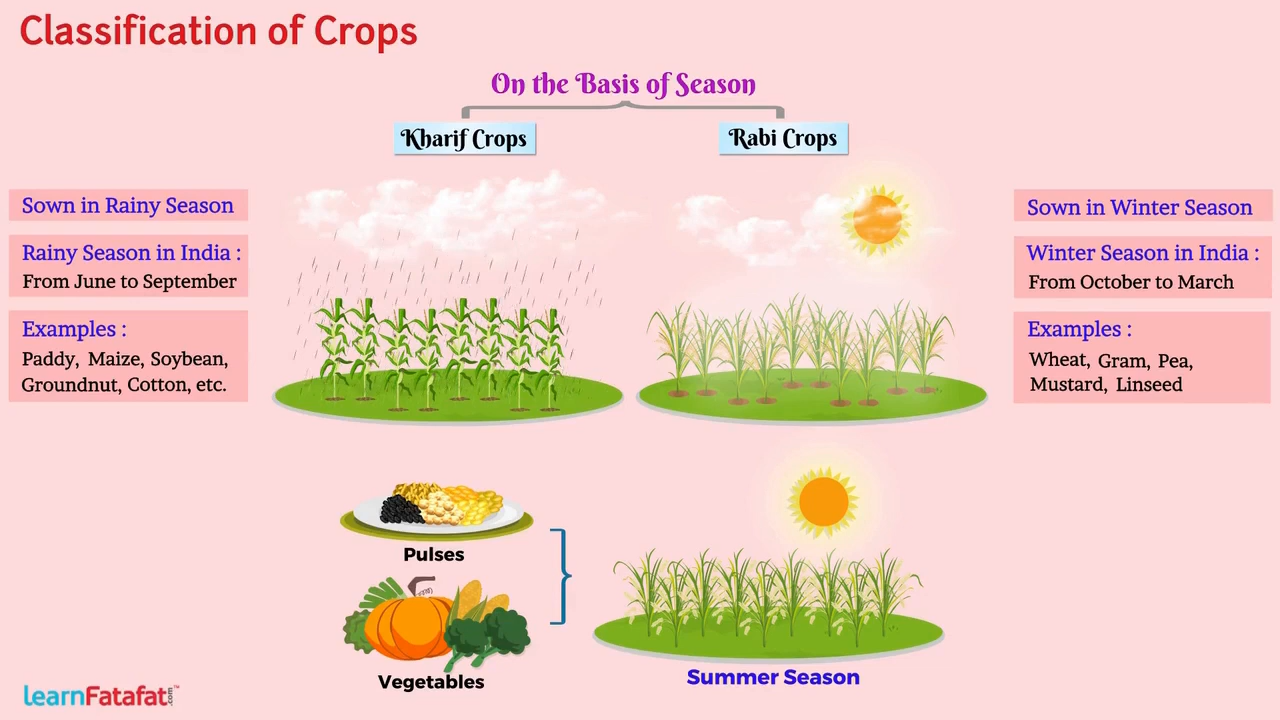 Classification of Crops
On the Basis of Season
Kharif Crops
Rabi Crops
Sown in Rainy Season
Rainy Season in India :
From June to September
Examples :
Paddy, Maize, Soybean,
Groundnut, Cotton, etc.
Sown in Winter Season
Winter Season in India :
From October to March
Examples :
Wheat, Gram, Pea,
Mustard, Linseed
Pulses
Vegetables
Summer Season
learnFatafat.com™